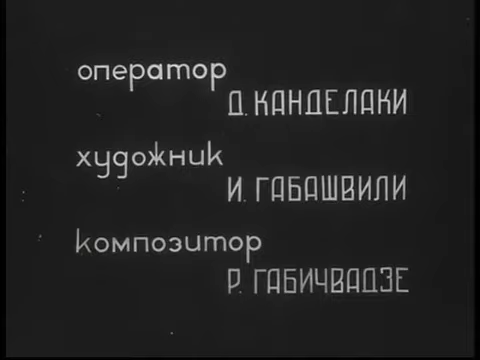 оператор
Д. КАНДЕЛАКИ
художник
И. ГАБАШВИЛИ
композитор
Р. ГАБИЧВАДЗЕ